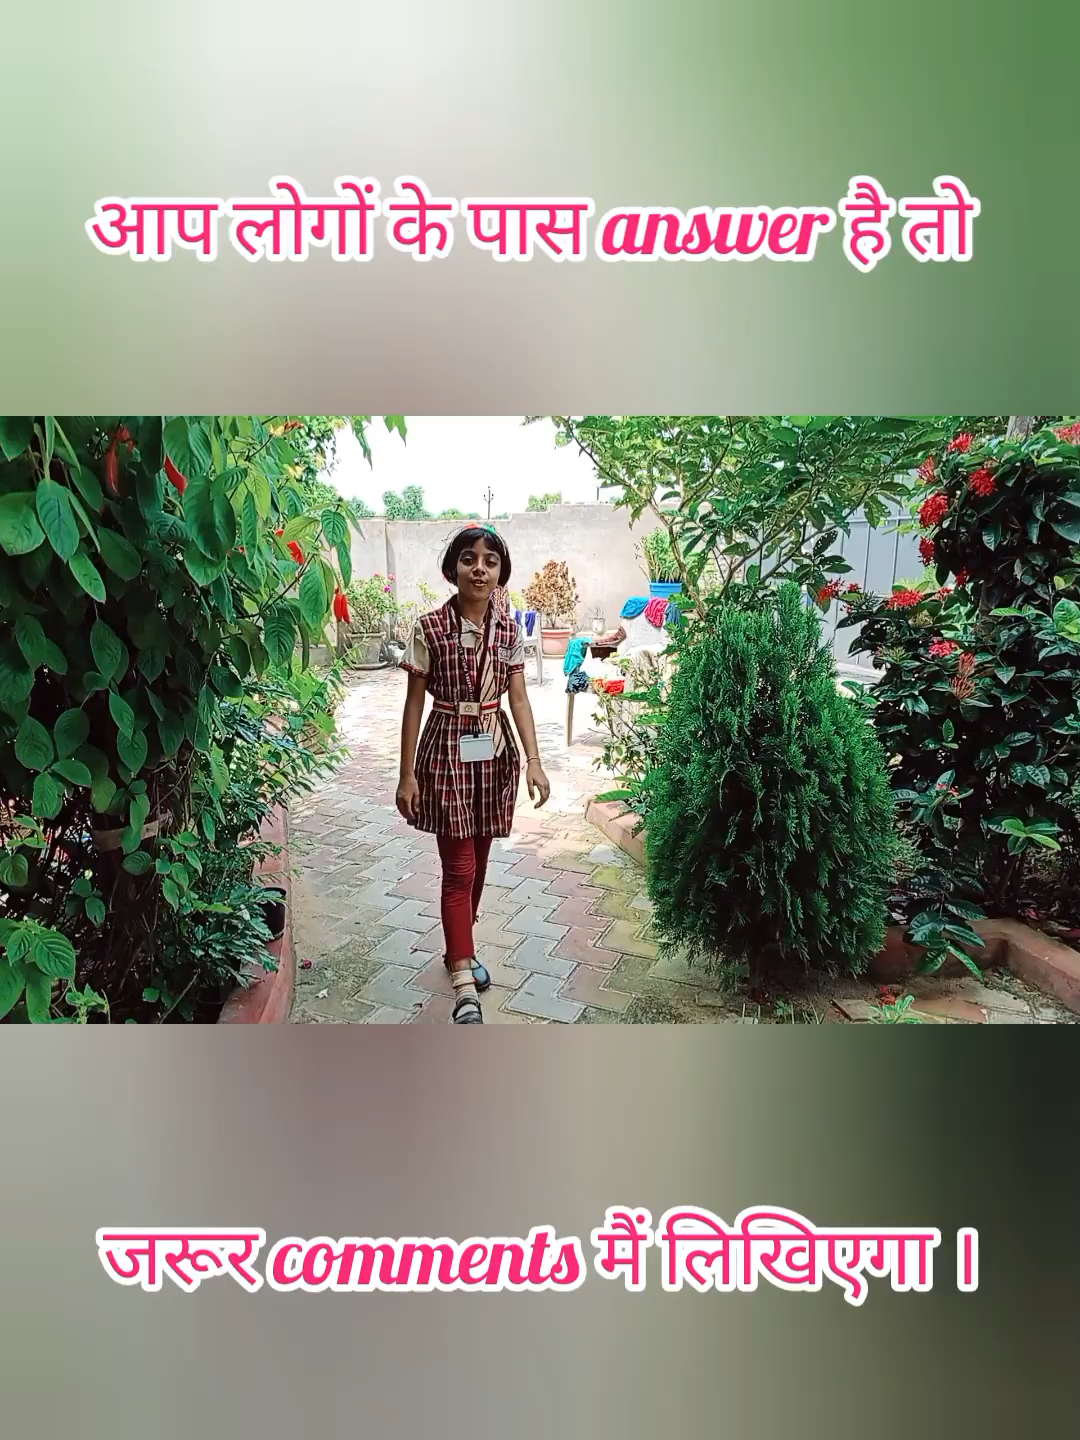 आप लोगों के पास answer है तो
जरूर comments मैं लिखिएगा ।